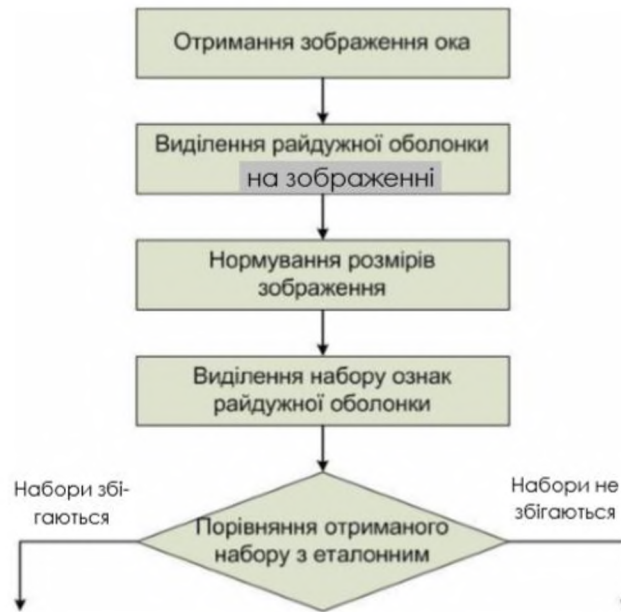 Отримання зображення ока
Виділення райдужної оболонки
на зображенні
Нормування розмірів
зображення
Виділення набору ознак
райдужної оболонки
Набори збі-
гаються
Набори не
збігаються
Порівняння отриманого
набору з еталонним